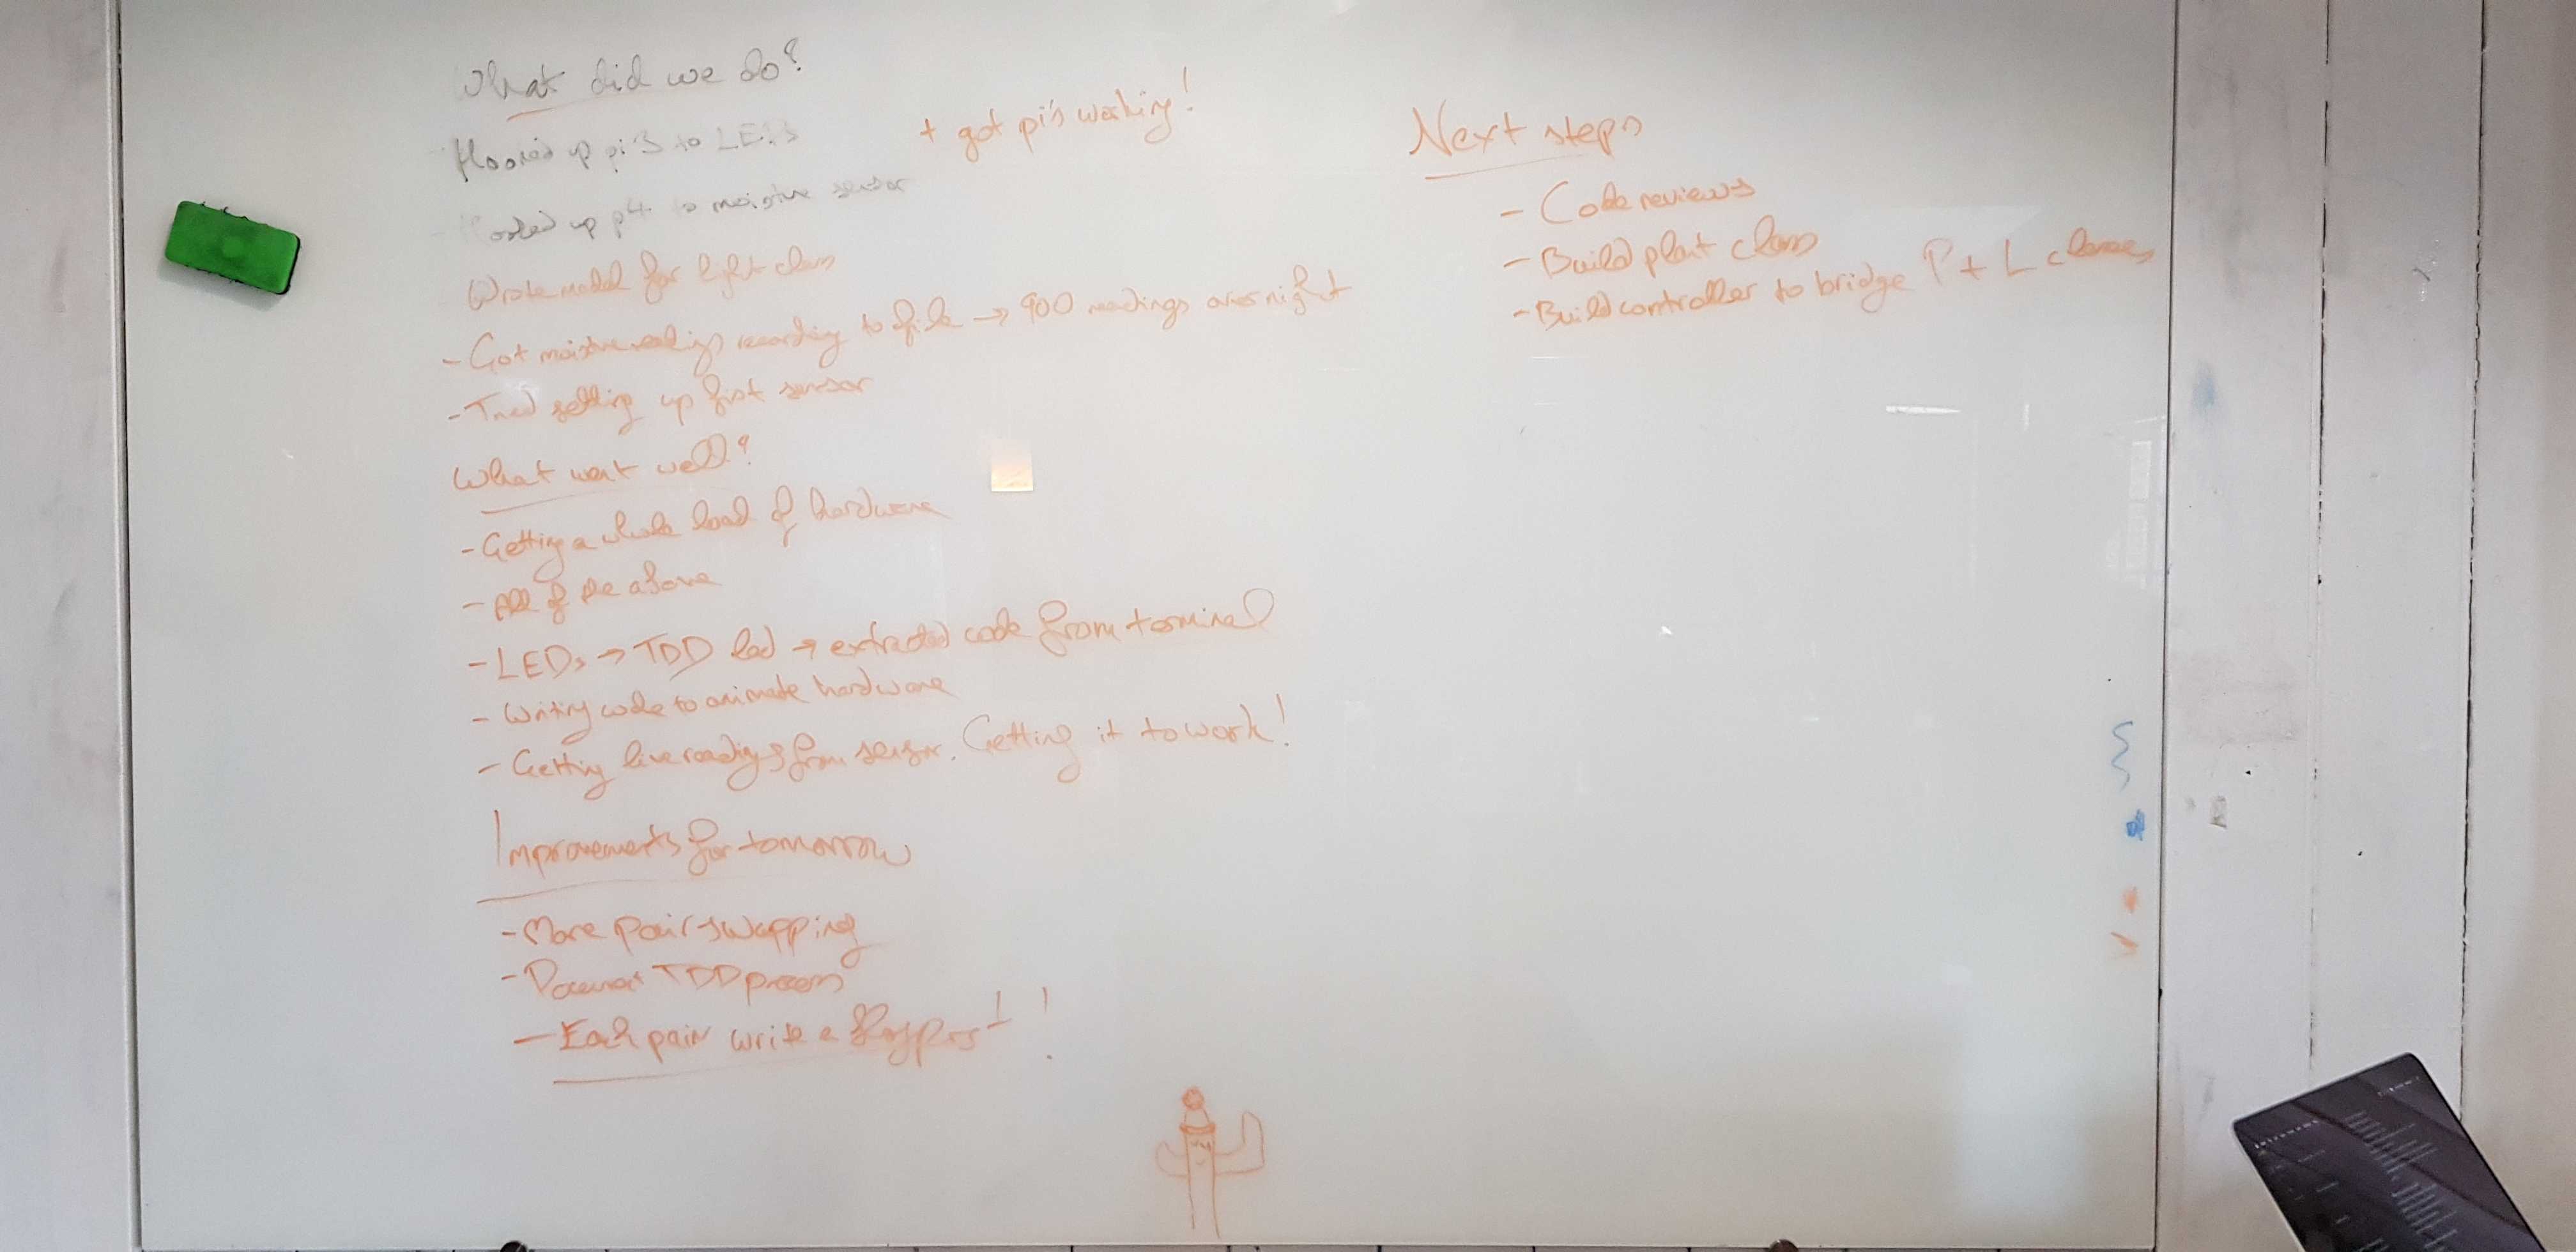 What did we do?
Hooked up pi 3 to LEDs
+ got pi's working!
- Hooked up p4 to moisture sensor
Wrote model for light class
- Got moisture readings recording to file → 900 readings overnight
- Tried setting up first sensor
What went well?
- Getting a whole load of hardware
- All of the above
- LEDs → TDD led → extracted code from terminal
- Writing code to animate hardware
- Getting live readings from sensor. Getting it to work!
Improvements for tomorrow
- More pair swapping
- Document TDD process
- Each pair write a !
Next steps
- Code reviews
- Build plant class
- Build controller to bridge P + L classes